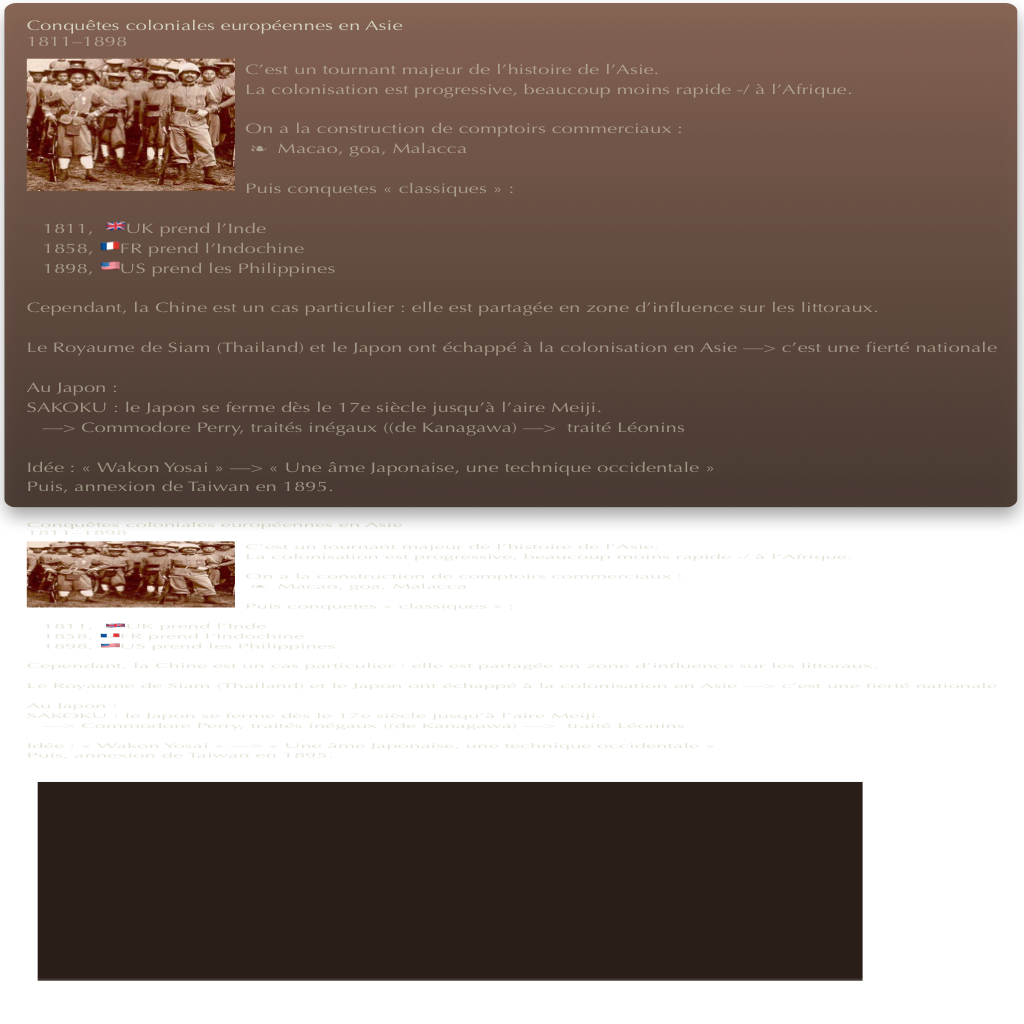 Conquêtes coloniales européennes en Asie
1811–1898
C’est un tournant majeur de l’histoire de l’Asie.
La colonisation est progressive, beaucoup moins rapide -/ à l’Afrique.
On a la construction de comptoirs commerciaux :
❧ Macao, goa, Malacca
Puis conquetes « classiques » :
1811, 🇬🇧UK prend l’Inde
1858, 🇫🇷FR prend l’Indochine
1898, 🇺🇸US prend les Philippines
Cependant, la Chine est un cas particulier : elle est partagée en zone d’influence sur les littoraux.
Le Royaume de Siam (Thailand) et le Japon ont échappé à la colonisation en Asie —> c’est une fierté nationale
Au Japon :
SAKOKU : le Japon se ferme dès le 17e siècle jusqu’à l’aire Meiji.
—> Commodore Perry, traités inégaux ((de Kanagawa) —> traité Léonins
Idée : « Wakon Yosai » —> « Une âme Japonaise, une technique occidentale »
Puis, annexion de Taiwan en 1895.
Conquêtes coloniales européennes en Asie
1811–1898
C’est un tournant majeur de l’histoire de l’Asie.
La colonisation est progressive, beaucoup moins rapide -/ à l’Afrique.
On a la construction de comptoirs commerciaux :
❧ Macao, goa, Malacca
Puis conquetes « classiques » :
1811, 🇬🇧UK prend l’Inde
1858, 🇫🇷FR prend l’Indochine
1898, 🇺🇸US prend les Philippines
Cependant, la Chine est un cas particulier : elle est partagée en zone d’influence sur les littoraux.
Le Royaume de Siam (Thailand) et le Japon ont échappé à la colonisation en Asie —> c’est une fierté nationale
Au Japon :
SAKOKU : le Japon se ferme dès le 17e siècle jusqu’à l’aire Meiji.
—> Commodore Perry, traités inégaux ((de Kanagawa) —> traité Léonins
Idée : « Wakon Yosai » —> « Une âme Japonaise, une technique occidentale »
Puis, annexion de Taiwan en 1895.